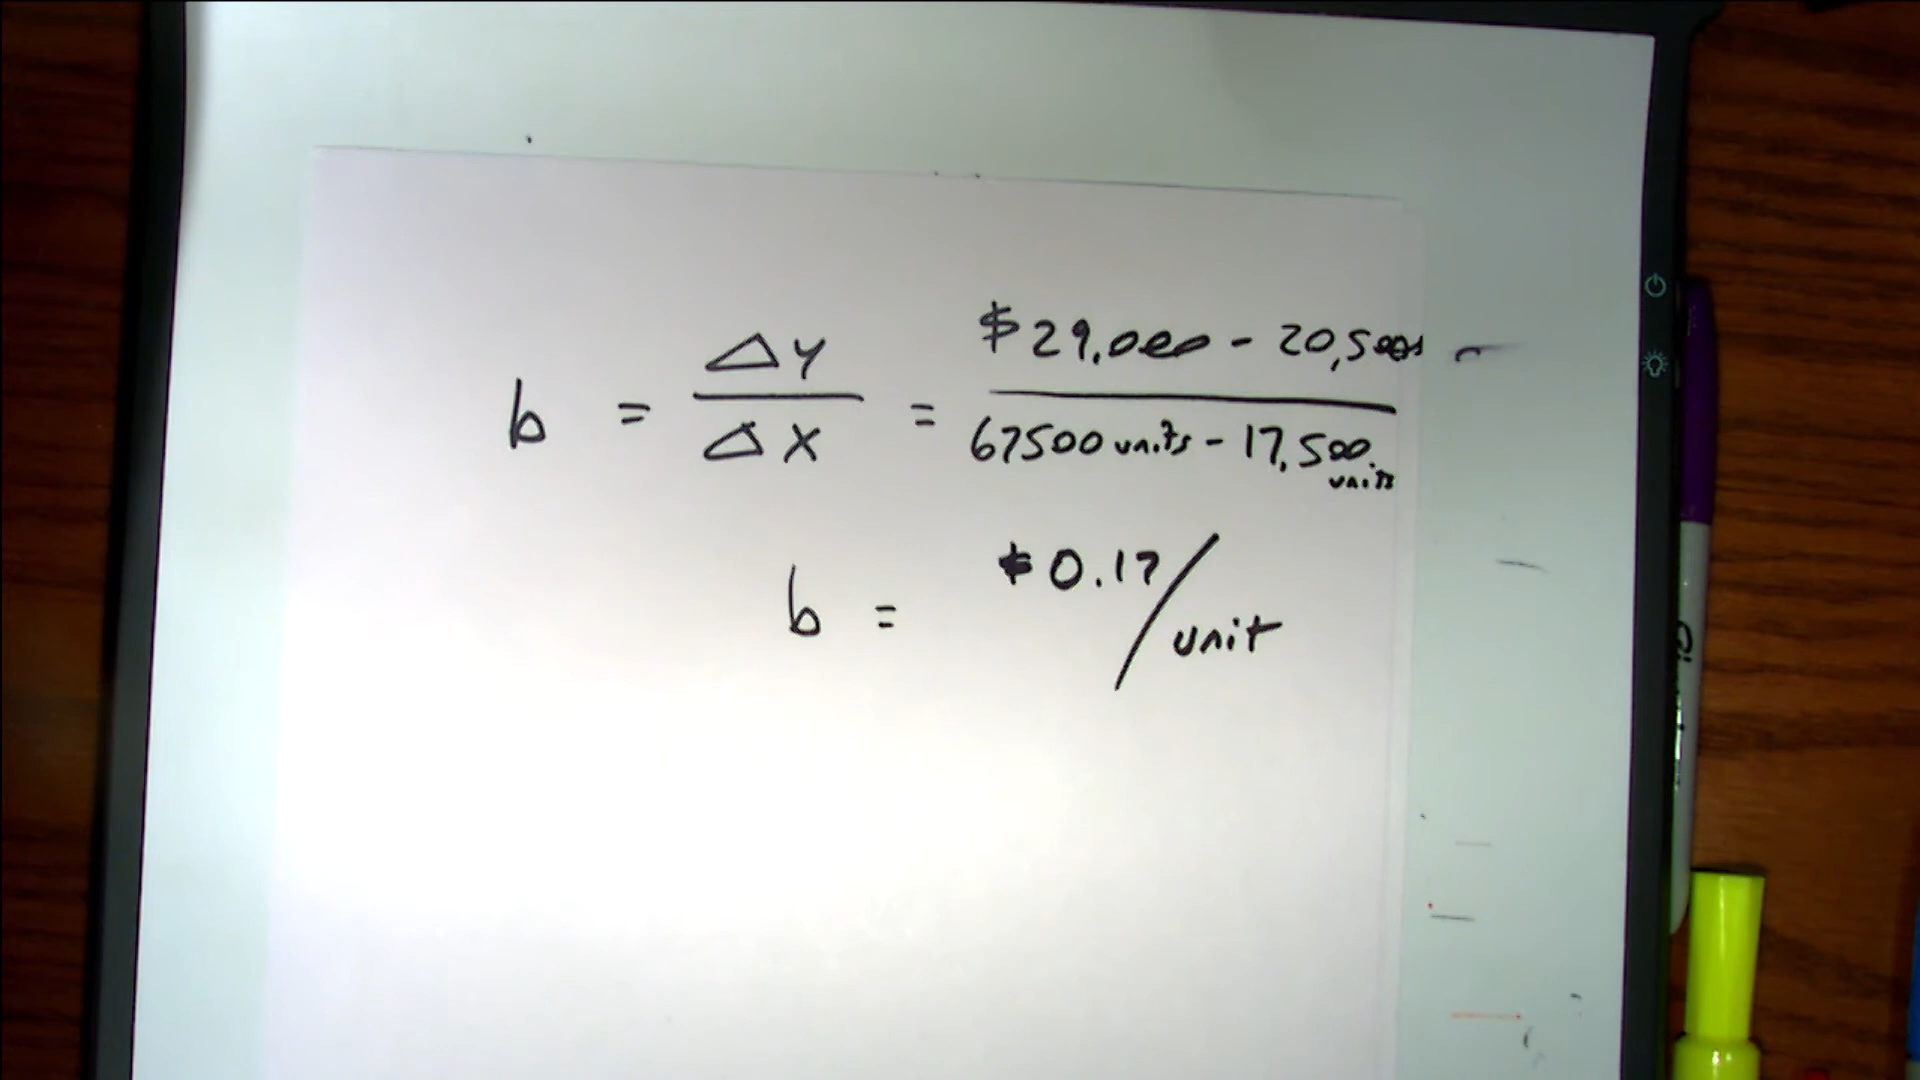 b = ΔY / ΔX = $29,000 - 20,500 / 67500 units - 17,500 units
b = $0.17 / unit